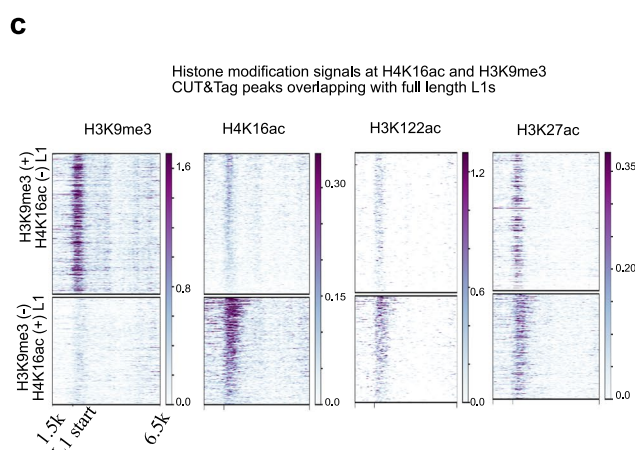 c
Histone modification signals at H4K16ac and H3K9me3
CUT&Tag peaks overlapping with full length L1s
H3K9me3
H4K16ac
H3K122ac
H3K27ac
H3K9me3 (+)
H4K16ac (-) L1
H3K9me3 (-)
H4K16ac (+) L1
1.6
0.8
0.0
0.30
0.15
0.0
1.2
0.6
0.0
0.35
0.20
0.0
1.5k
1 start
6.5k